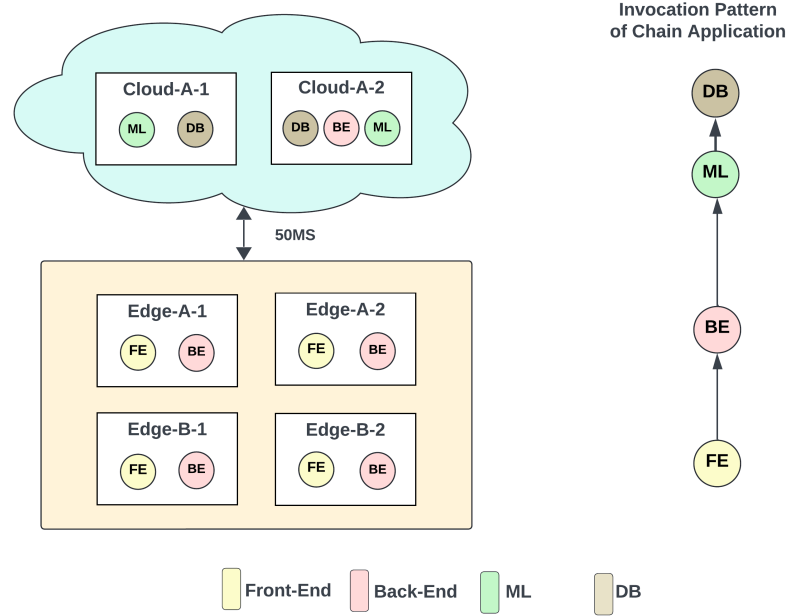 Invocation Pattern
of Chain Application
Cloud-A-1
ML DB
Cloud-A-2
DB BE ML
50MS
Edge-A-1
FE BE
Edge-A-2
FE BE
Edge-B-1
FE BE
Edge-B-2
FE BE
DB
ML
BE
FE
Front-End
Back-End
ML
DB